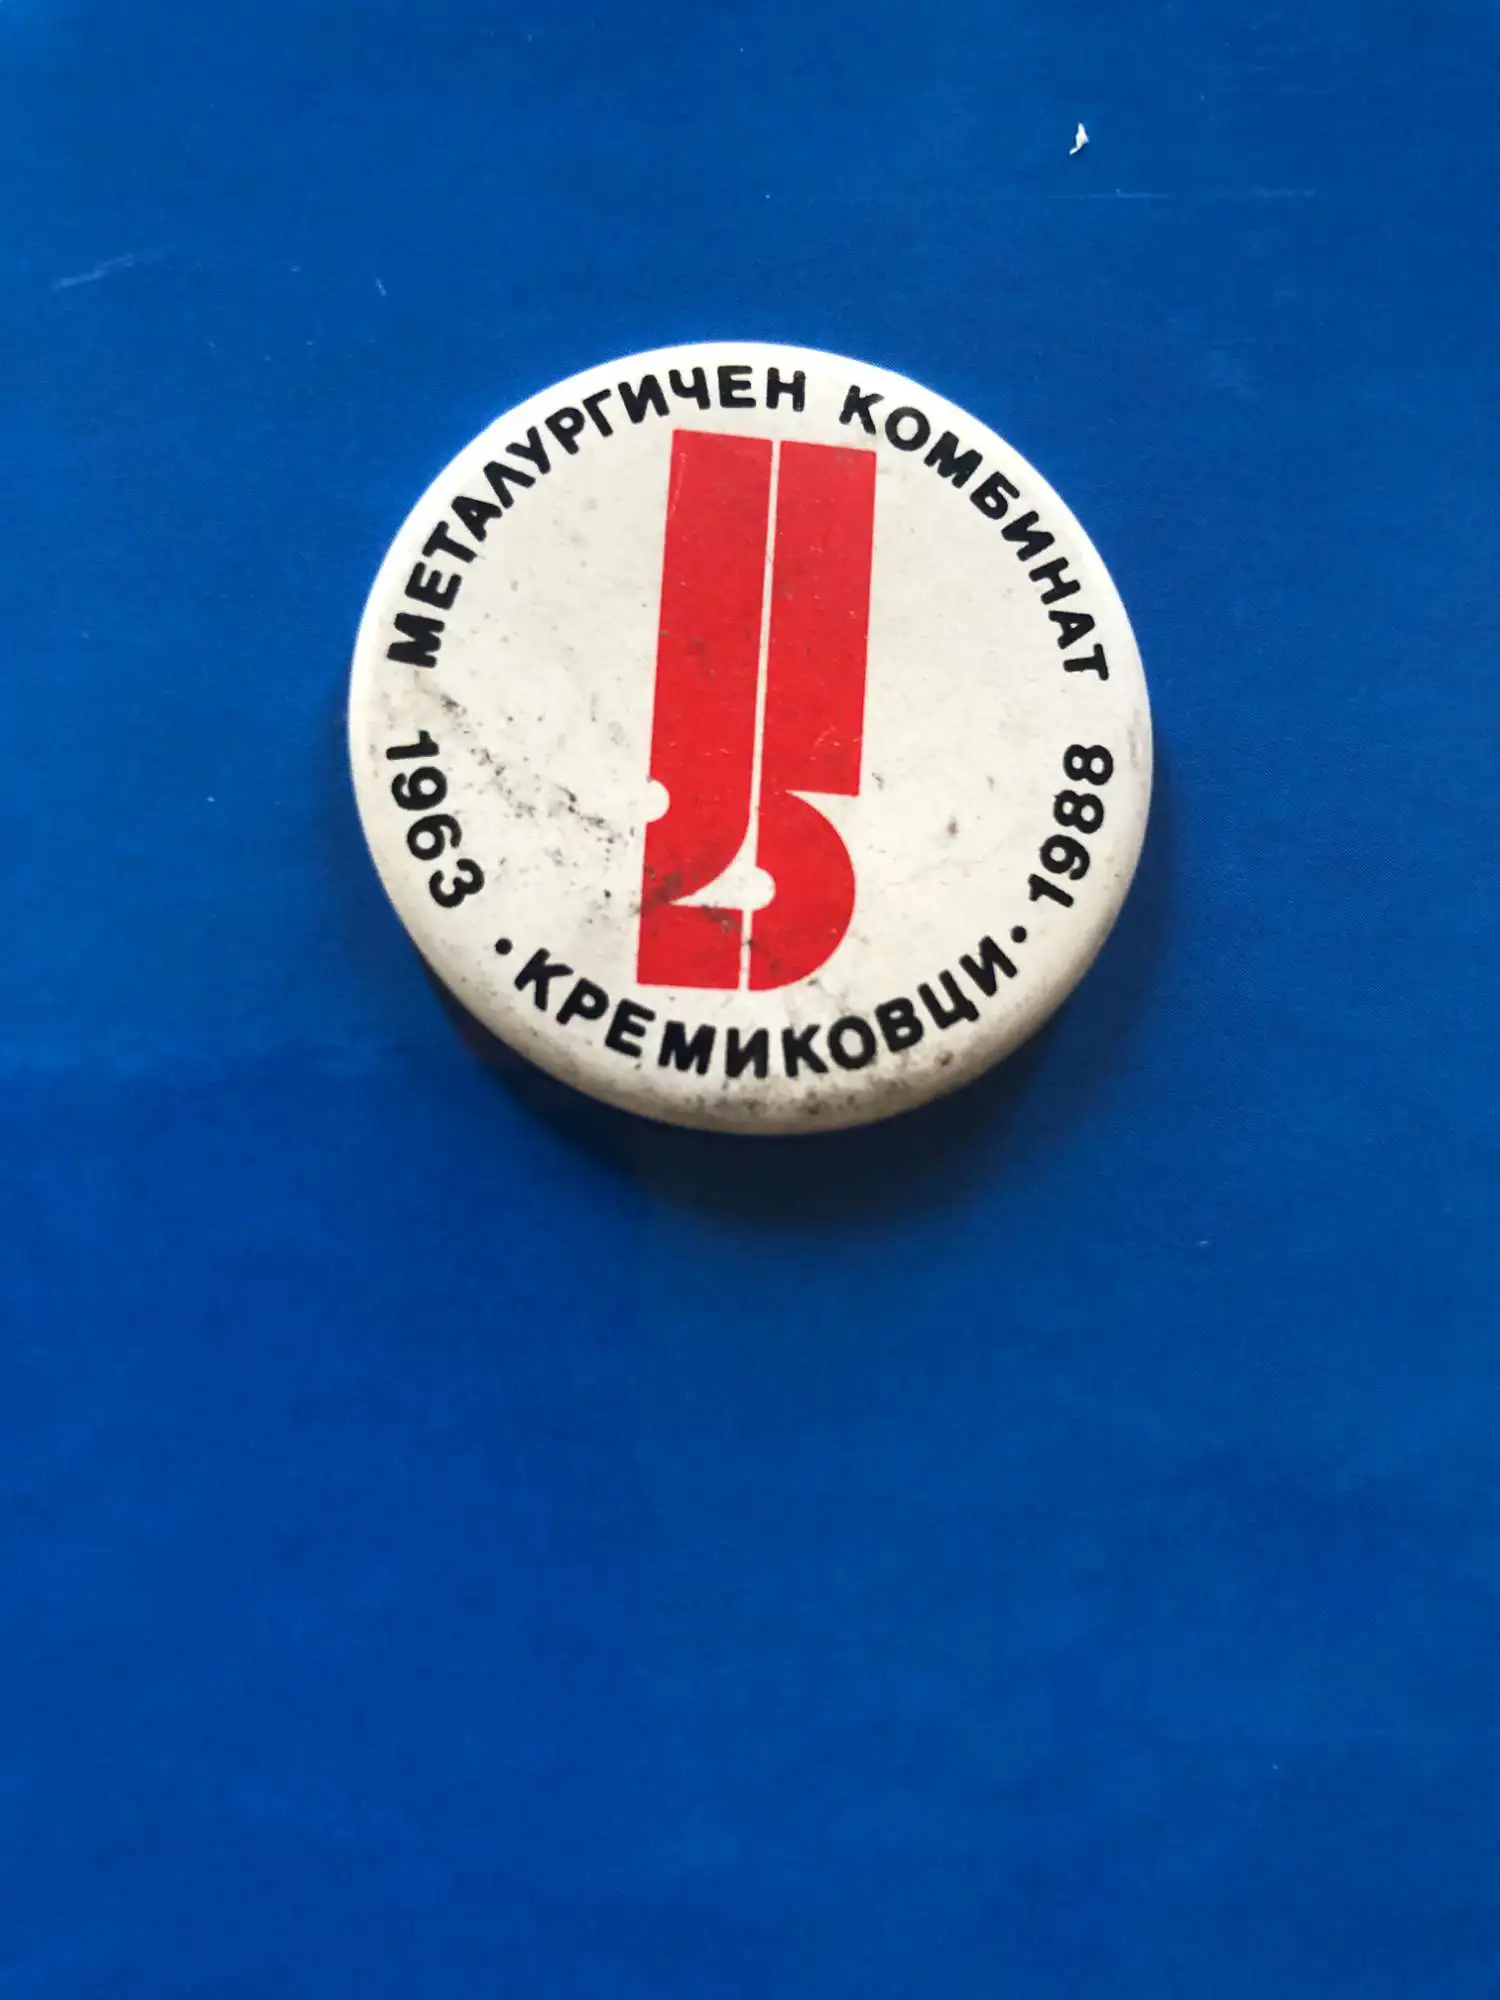 МЕТАЛУРГИЧЕН КОМБИНАТ
1963 • КРЕМИКОВЦИ • 1988